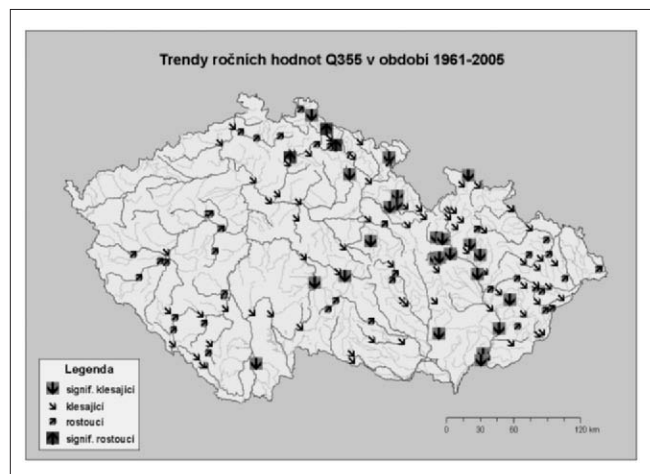 Trendy ročních hodnot Q355 v období 1961-2005
Legenda
signif. klesající
klesající
rostoucí
signif. rostoucí
0 30 60 120 km